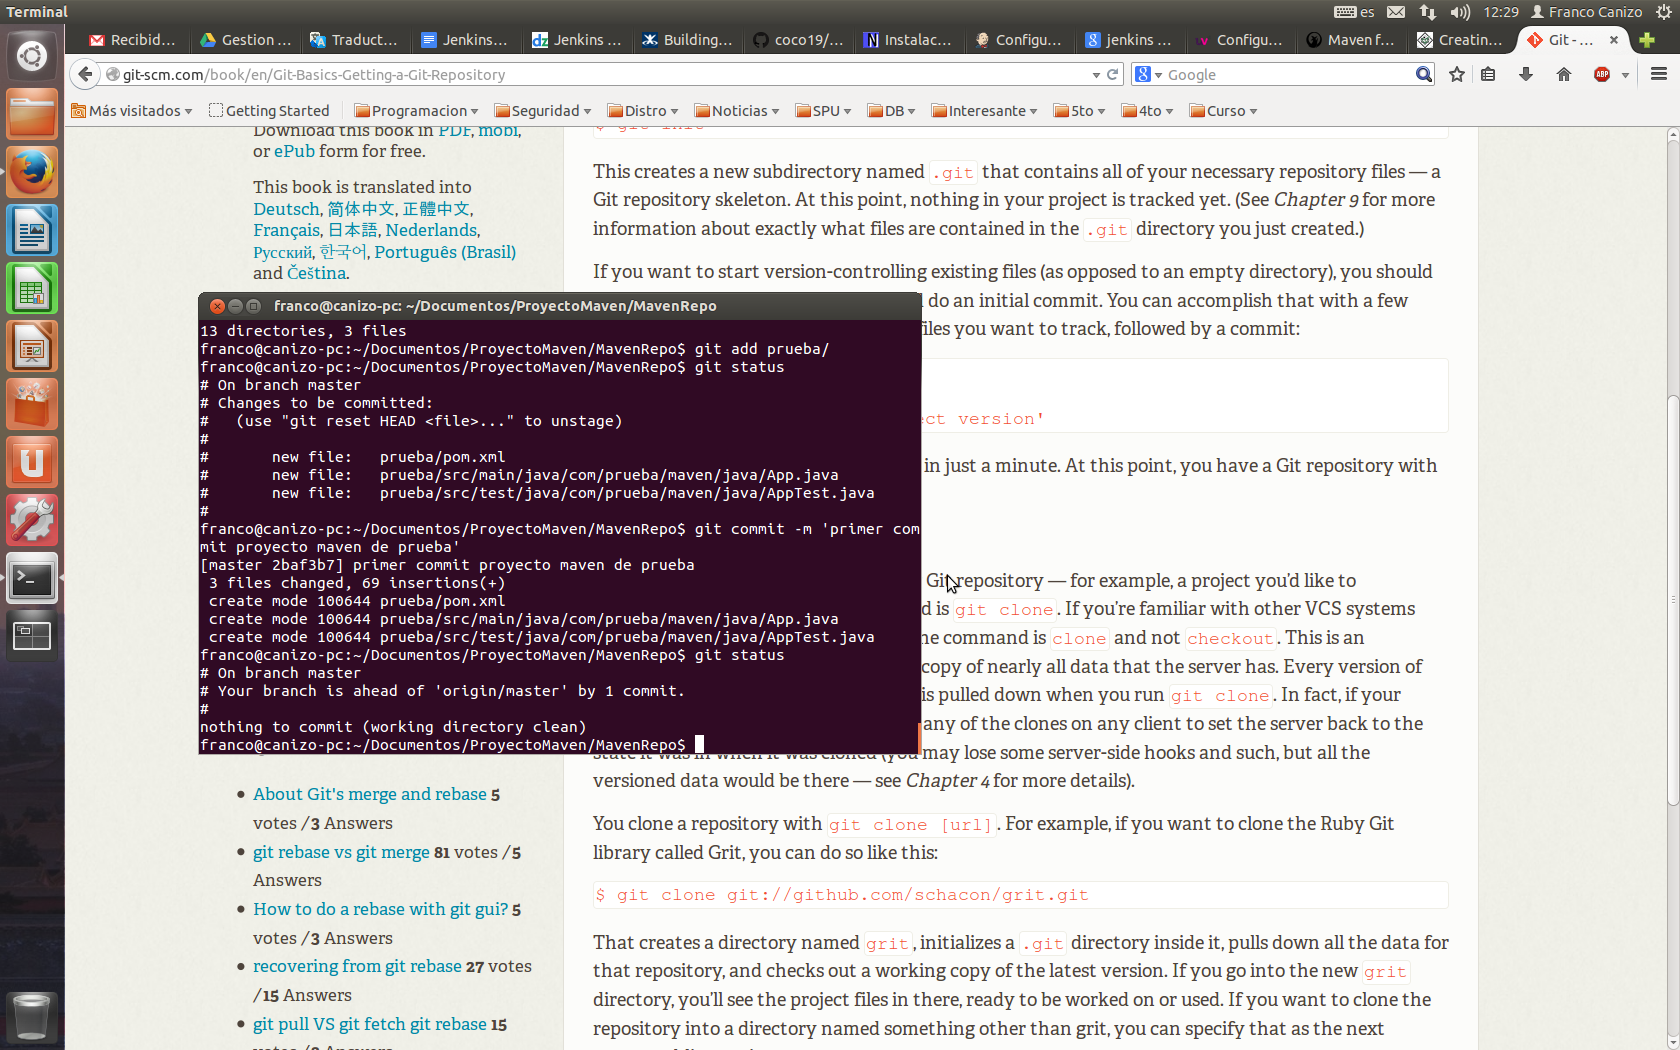 Terminal
es
12:29
Franco Canizo
Recibid...
Gestion ...
Traduct...
Jenkins...
Jenkins ...
Building...
coco19/...
Instalac...
Configu...
jenkins ...
Configu...
Maven f...
Creatin...
Git - ...
git-scm.com/book/en/Git-Basics-Getting-a-Git-Repository
Google
ABP
Más visitados
Getting Started
Programacion
Seguridad
Distro
Noticias
SPU
DB
Interesante
5to
4to
Curso
Download this book in PDF, mobi,
or ePub form for free.
This book is translated into
Deutsch, 简体中文, 正體中文,
Français, 日本語, Nederlands,
Русский, 한국어, Português (Brasil)
and Čeština.
$ git init
This creates a new subdirectory named .git that contains all of your necessary repository files — a
Git repository skeleton. At this point, nothing in your project is tracked yet. (See Chapter 9 for more
information about exactly what files are contained in the .git directory you just created.)
If you want to start version-controlling existing files (as opposed to an empty directory), you should
do an initial commit. You can accomplish that with a few
files you want to track, followed by a commit:
ct version'
in just a minute. At this point, you have a Git repository with
franco@canizo-pc: ~/Documentos/ProyectoMaven/MavenRepo
13 directories, 3 files
franco@canizo-pc:~/Documentos/ProyectoMaven/MavenRepo$ git add prueba/
franco@canizo-pc:~/Documentos/ProyectoMaven/MavenRepo$ git status
# On branch master
# Changes to be committed:
#   (use "git reset HEAD <file>..." to unstage)
#
#       new file:   prueba/pom.xml
#       new file:   prueba/src/main/java/com/prueba/maven/java/App.java
#       new file:   prueba/src/test/java/com/prueba/maven/java/AppTest.java
#
franco@canizo-pc:~/Documentos/ProyectoMaven/MavenRepo$ git commit -m 'primer com
mit proyecto maven de prueba'
[master 2baf3b7] primer commit proyecto maven de prueba
 3 files changed, 69 insertions(+)
 create mode 100644 prueba/pom.xml
 create mode 100644 prueba/src/main/java/com/prueba/maven/java/App.java
 create mode 100644 prueba/src/test/java/com/prueba/maven/java/AppTest.java
franco@canizo-pc:~/Documentos/ProyectoMaven/MavenRepo$ git status
# On branch master
# Your branch is ahead of 'origin/master' by 1 commit.
#
nothing to commit (working directory clean)
franco@canizo-pc:~/Documentos/ProyectoMaven/MavenRepo$
Git repository — for example, a project you'd like to
d is git clone. If you're familiar with other VCS systems
he command is clone and not checkout. This is an
copy of nearly all data that the server has. Every version of
is pulled down when you run git clone. In fact, if your
any of the clones on any client to set the server back to the
state it was in when it was cloned (you may lose some server-side hooks and such, but all the
versioned data would be there — see Chapter 4 for more details).
You clone a repository with git clone [url]. For example, if you want to clone the Ruby Git
library called Grit, you can do so like this:
$ git clone git://github.com/schacon/grit.git
That creates a directory named grit, initializes a .git directory inside it, pulls down all the data for
that repository, and checks out a working copy of the latest version. If you go into the new grit
directory, you'll see the project files in there, ready to be worked on or used. If you want to clone the
repository into a directory named something other than grit, you can specify that as the next
About Git's merge and rebase 5
votes /3 Answers
git rebase vs git merge 81 votes /5
Answers
How to do a rebase with git gui? 5
votes /3 Answers
recovering from git rebase 27 votes
/15 Answers
git pull VS git fetch git rebase 15